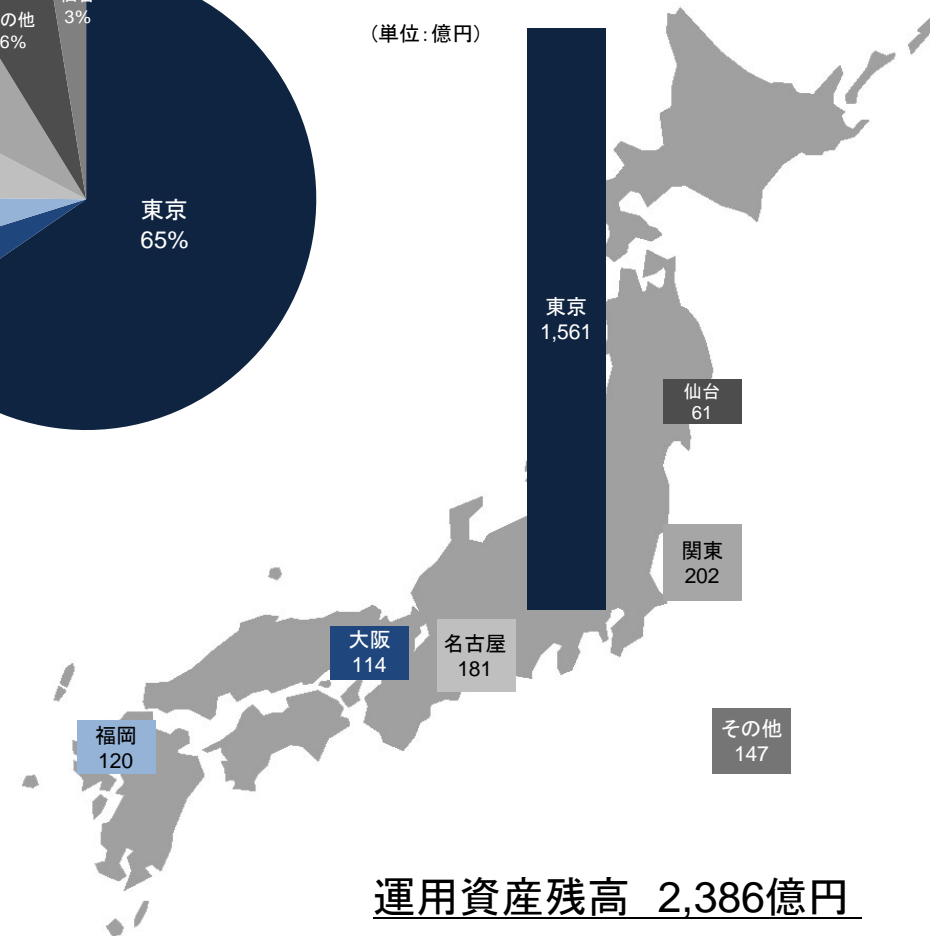 の他
6%
3%
（単位：億円）
東京
65%
東京
1,561
仙台
61
関東
202
大阪
114
名古屋
181
その他
147
福岡
120
運用資産残高 2,386億円